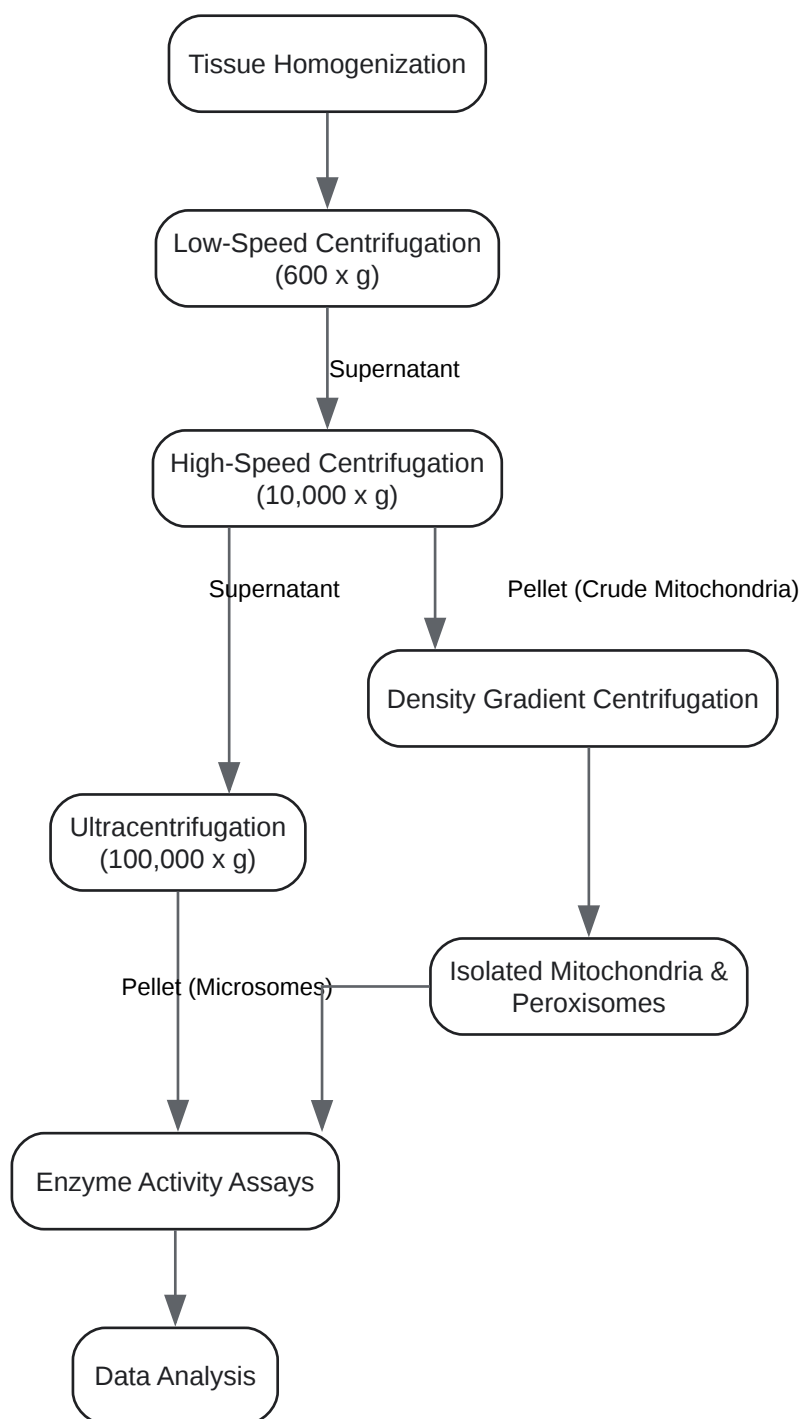 Tissue Homogenization
Low-Speed Centrifugation
(600 x g)
Supernatant
High-Speed Centrifugation
(10,000 x g)
Supernatant
Pellet (Crude Mitochondria)
Density Gradient Centrifugation
Ultracentrifugation
(100,000 x g)
Isolated Mitochondria &
Peroxisomes
Pellet (Microsomes)
Enzyme Activity Assays
Data Analysis